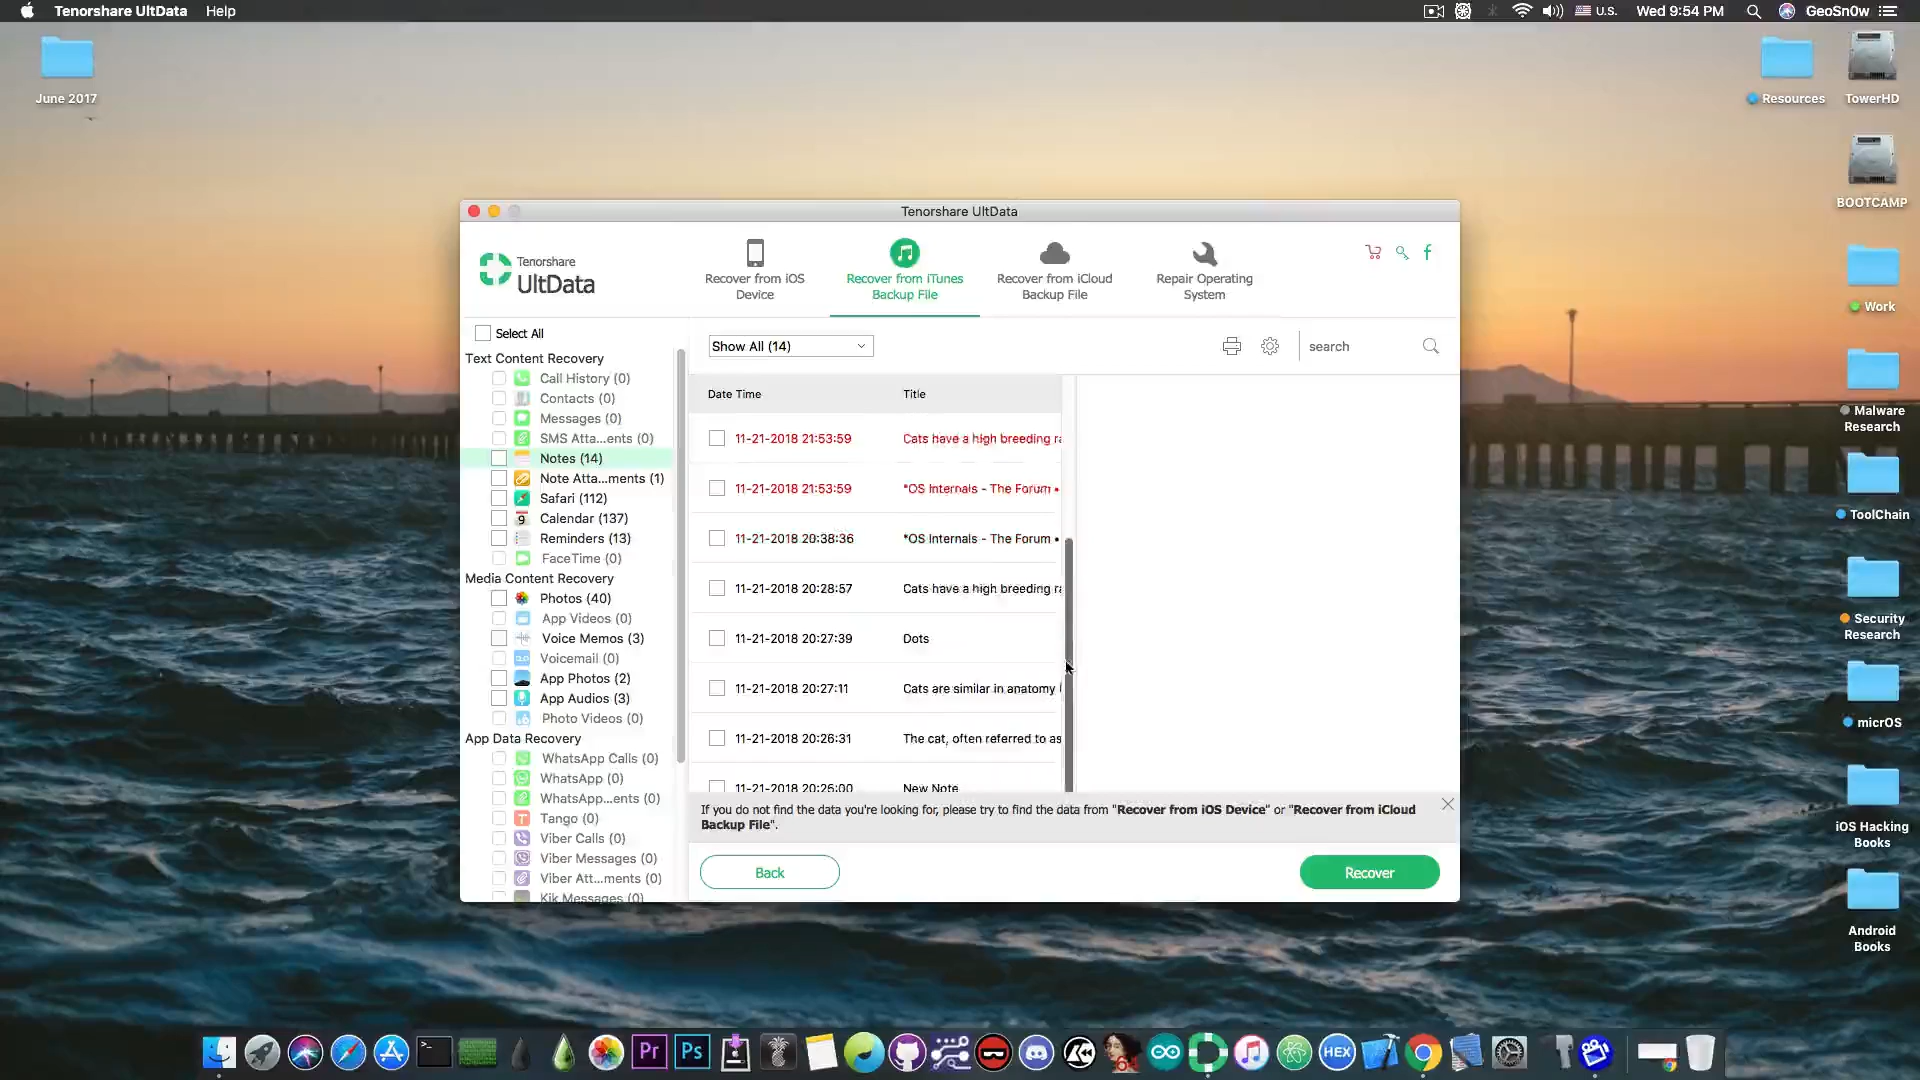 Tenorshare UltData Help
U.S. Wed 9:54 PM GeoSn0w
June 2017
Resources
TowerHD
BOOTCAMP
Work
Malware
Research
ToolChain
Security
Research
micrOS
iOS Hacking
Books
Android
Books
Tenorshare UltData
Tenorshare
UltData
Recover from iOS
Device
Recover from iTunes
Backup File
Recover from iCloud
Backup File
Repair Operating
System
Select All
Text Content Recovery
Call History (0)
Contacts (0)
Messages (0)
SMS Atta...ents (0)
Notes (14)
Note Atta...ments (1)
Safari (112)
9 Calendar (137)
Reminders (13)
FaceTime (0)
Media Content Recovery
Photos (40)
App Videos (0)
Voice Memos (3)
Voicemail (0)
App Photos (2)
App Audios (3)
Photo Videos (0)
App Data Recovery
WhatsApp Calls (0)
WhatsApp (0)
WhatsApp...ents (0)
Tango (0)
Viber Calls (0)
Viber Messages (0)
Viber Att...ments (0)
Kik Messages (0)
Show All (14)
search
Date Time Title
11-21-2018 21:53:59 Cats have a high breeding ra
11-21-2018 21:53:59 *OS Internals - The Forum •
11-21-2018 20:38:36 *OS Internals - The Forum •
11-21-2018 20:28:57 Cats have a high breeding ra
11-21-2018 20:27:39 Dots
11-21-2018 20:27:11 Cats are similar in anatomy
11-21-2018 20:26:31 The cat, often referred to as
11-21-2018 20:26:00 New Note
If you do not find the data you're looking for, please try to find the data from "Recover from iOS Device" or "Recover from iCloud
Backup File".
Back
Recover
Pr Ps HEX